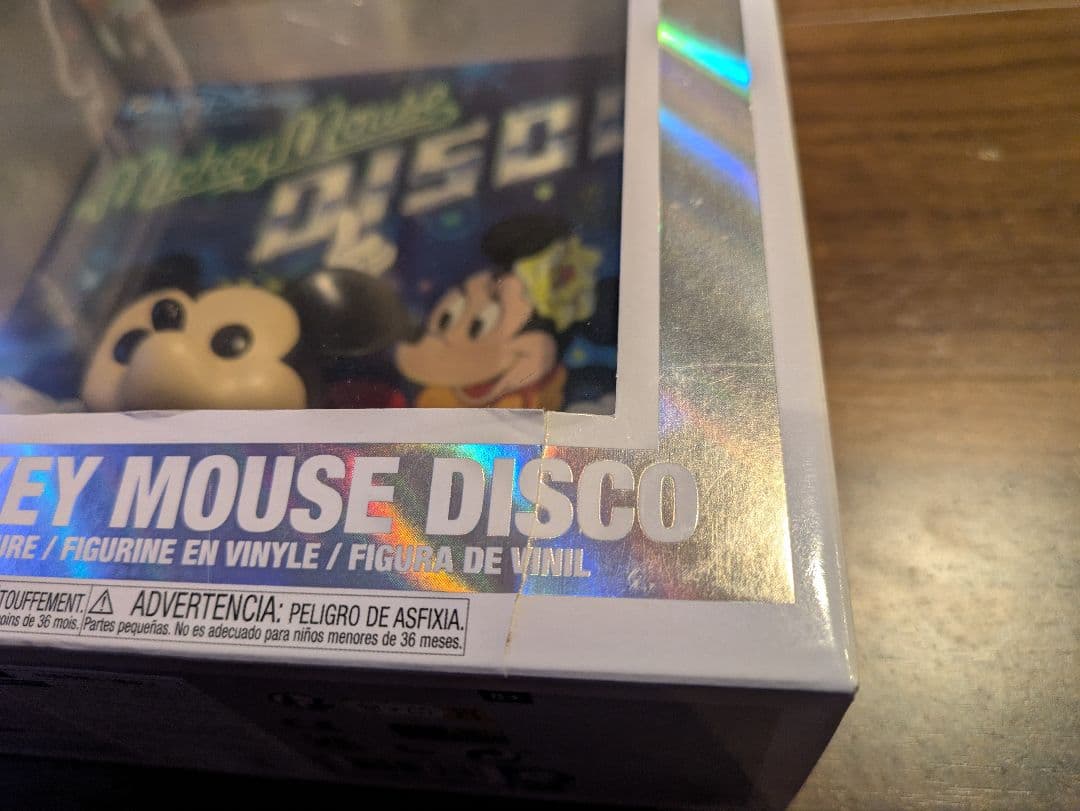 Mickey Mouse
DISCO
EY MOUSE DISCO
URE / FIGURINE EN VINYLE / FIGURA DE VINIL
TOUFFEMENT. ⚠ ADVERTENCIA: PELIGRO DE ASFIXIA.
oins de 36 mois. Partes pequeñas. No es adecuado para niños menores de 36 meses.